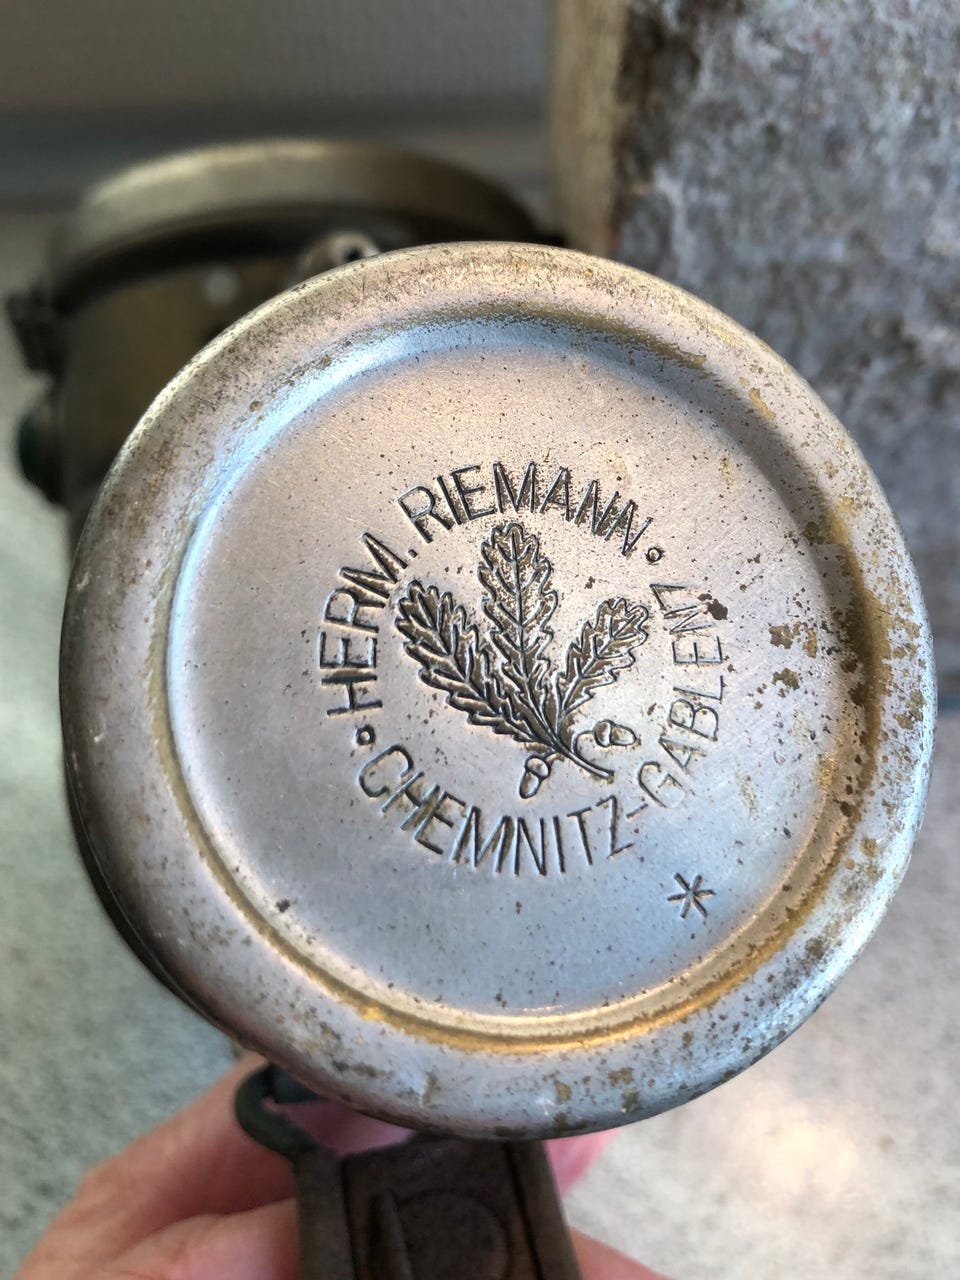 HERM. RIEMANN
CHEMNITZ-GABLENZ
*